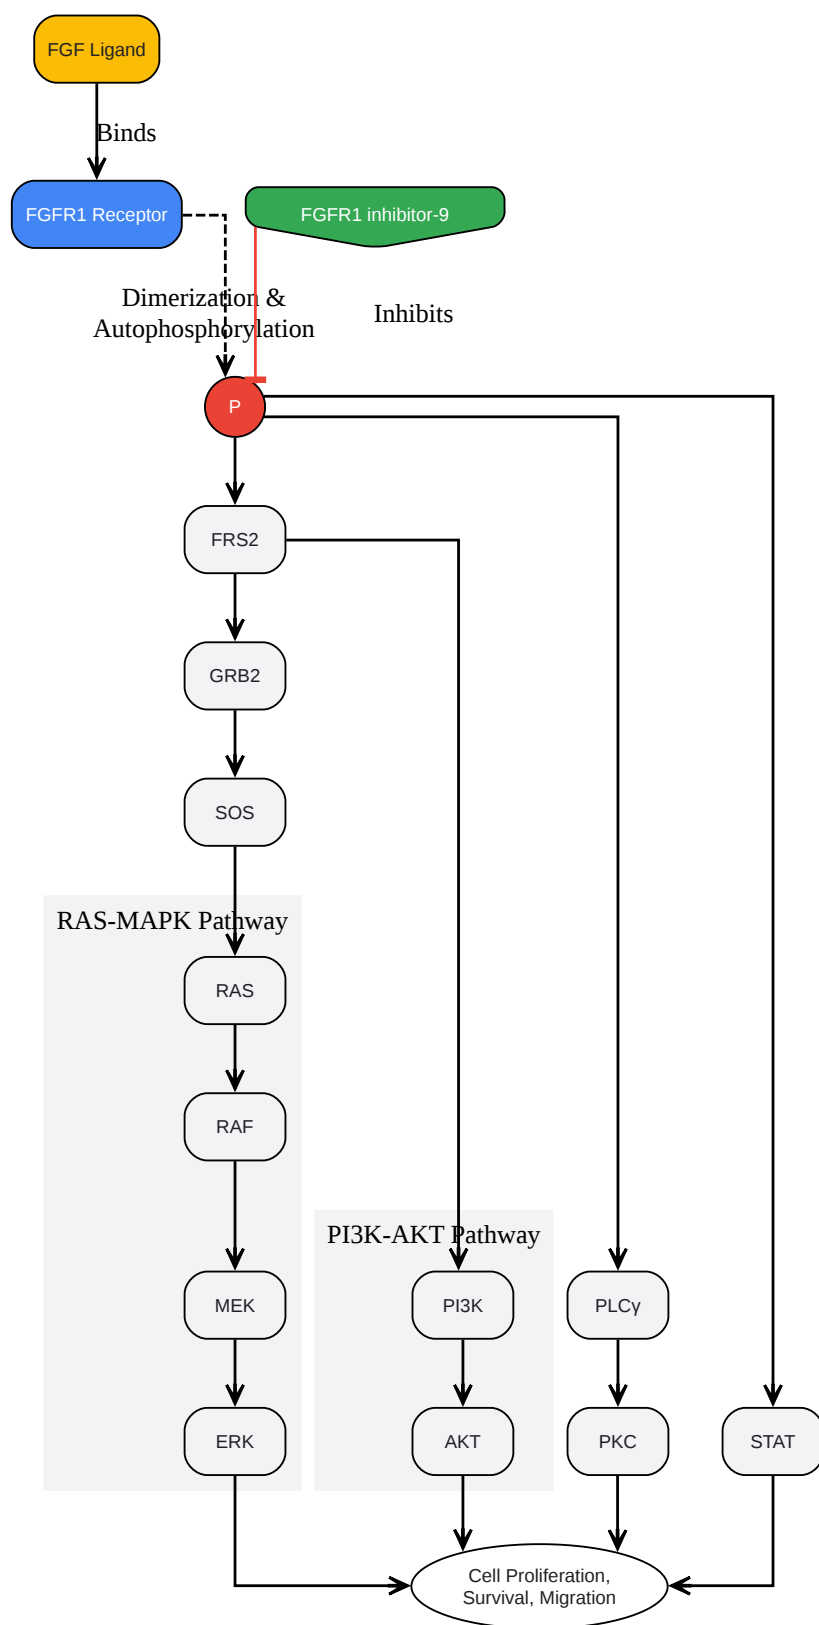 FGF Ligand
Binds
FGFR1 Receptor
FGFR1 inhibitor-9
Dimerization &
Autophosphorylation
Inhibits
P
FRS2
GRB2
SOS
RAS-MAPK Pathway
RAS
RAF
PI3K-AKT Pathway
MEK
PI3K
PLCγ
ERK
AKT
PKC
STAT
Cell Proliferation,
Survival, Migration